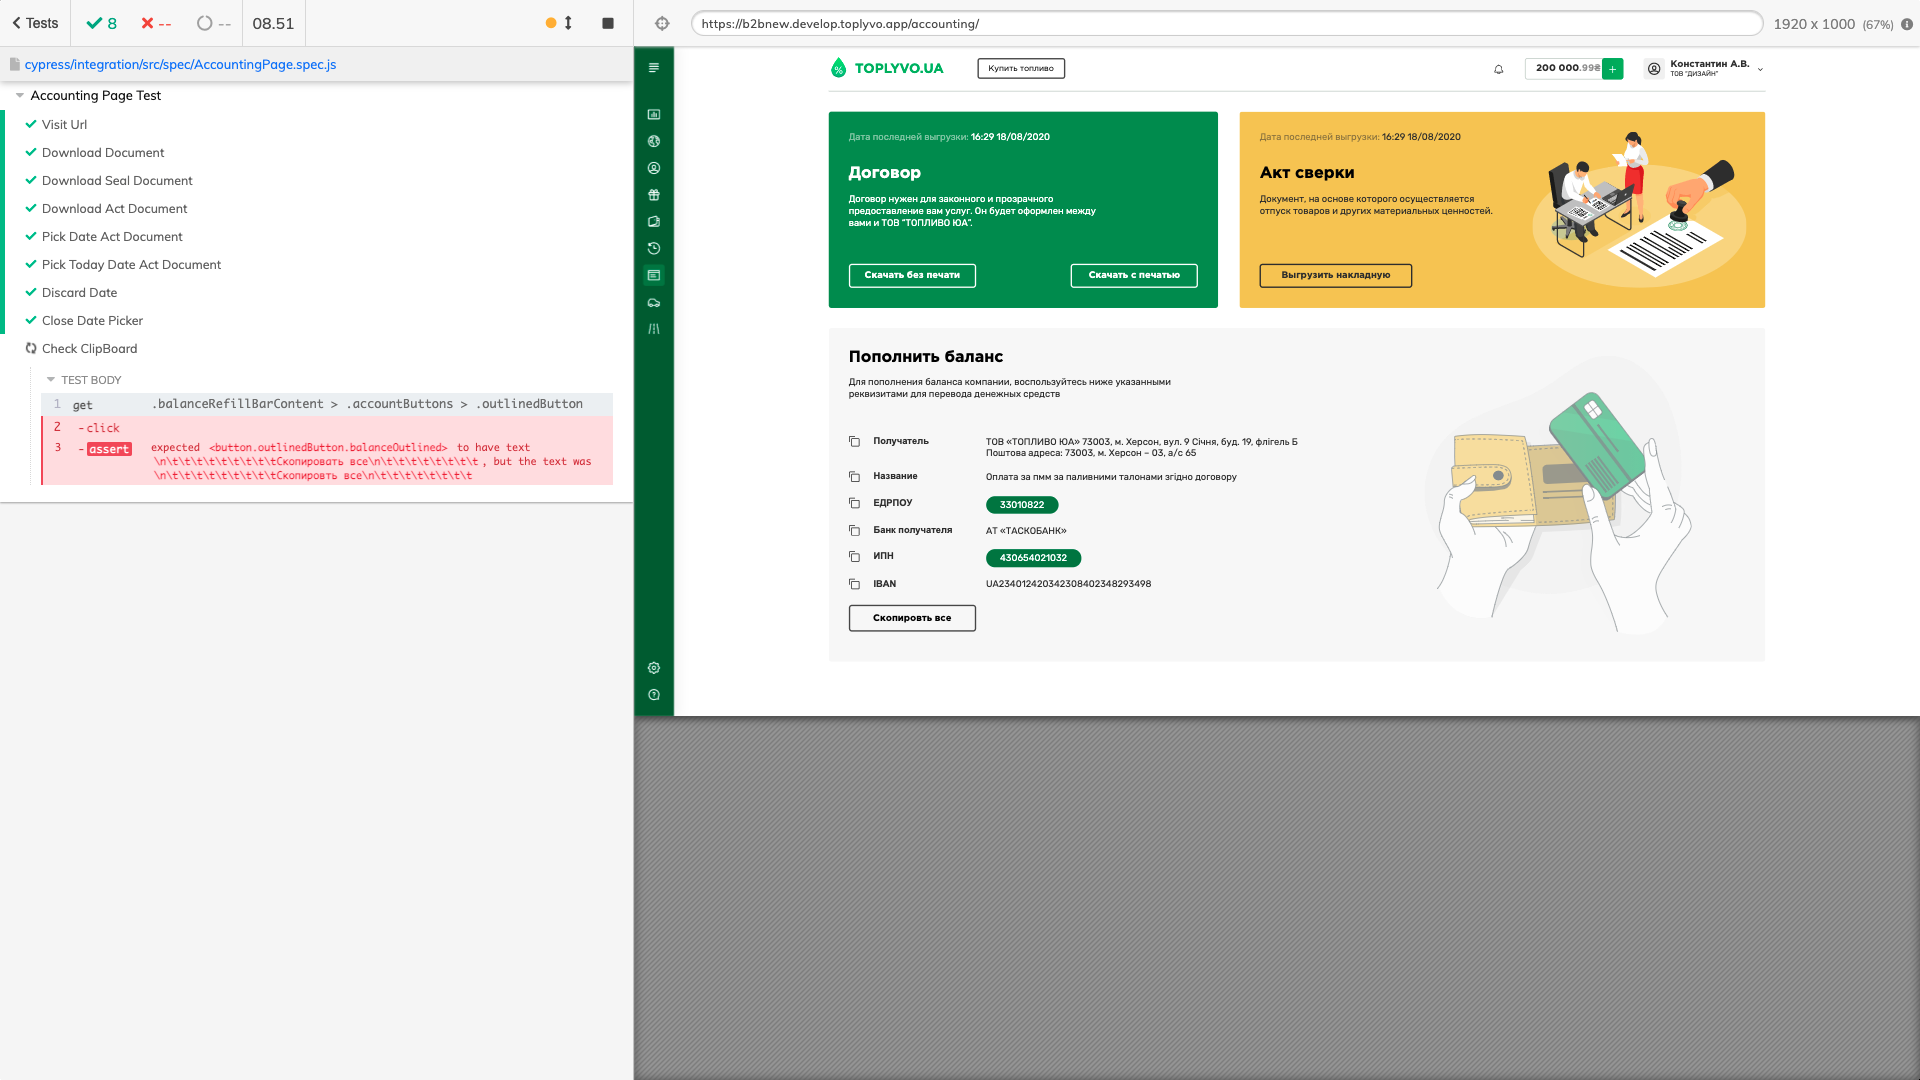 Tests
8
--
--
08.51
https://b2bnew.develop.toplyvo.app/accounting/
1920 x 1000 (67%)
cypress/integration/src/spec/AccountingPage.spec.js
Accounting Page Test
Visit Url
Download Document
Download Seal Document
Download Act Document
Pick Date Act Document
Pick Today Date Act Document
Discard Date
Close Date Picker
Check ClipBoard
TEST BODY
1 get .balanceRefillBarContent > .accountButtons > .outlinedButton
2 -click
3 -assert expected <button.outlinedButton.balanceOutlined> to have text
\n\t\t\t\t\t\t\t\t\tСкопировать все\n\t\t\t\t\t\t\t\t, but the text was
\n\t\t\t\t\t\t\t\t\tСкопировать все\n\t\t\t\t\t\t\t\t
TOPLYVO.UA
Купить топливо
200 000.99₴
+
Константин А.В.
ТОВ "ДИЗАЙН"
Дата последней выгрузки: 16:29 18/08/2020
Договор
Договор нужен для законного и прозрачного
предоставление вам услуг. Он будет оформлен между
вами и ТОВ "ТОПЛИВО ЮА".
Скачать без печати
Скачать с печатью
Дата последней выгрузки: 16:29 18/08/2020
Акт сверки
Документ, на основе которого осуществляется
отпуск товаров и других материальных ценностей.
Выгрузить накладную
Пополнить баланс
Для пополнения баланса компании, воспользуйтесь ниже указанными
реквизитами для перевода денежных средств
Получатель
ТОВ «ТОПЛИВО ЮА» 73003, м. Херсон, вул. 9 Січня, буд. 19, флігель Б
Поштова адреса: 73003, м. Херсон – 03, а/с 65
Название
Оплата за пмм за паливними талонами згідно договору
ЕДРПОУ
33010822
Банк получателя
АТ «ТАСКОБАНК»
ИПН
430654021032
IBAN
UA234012420342308402348293498
Скопировть все